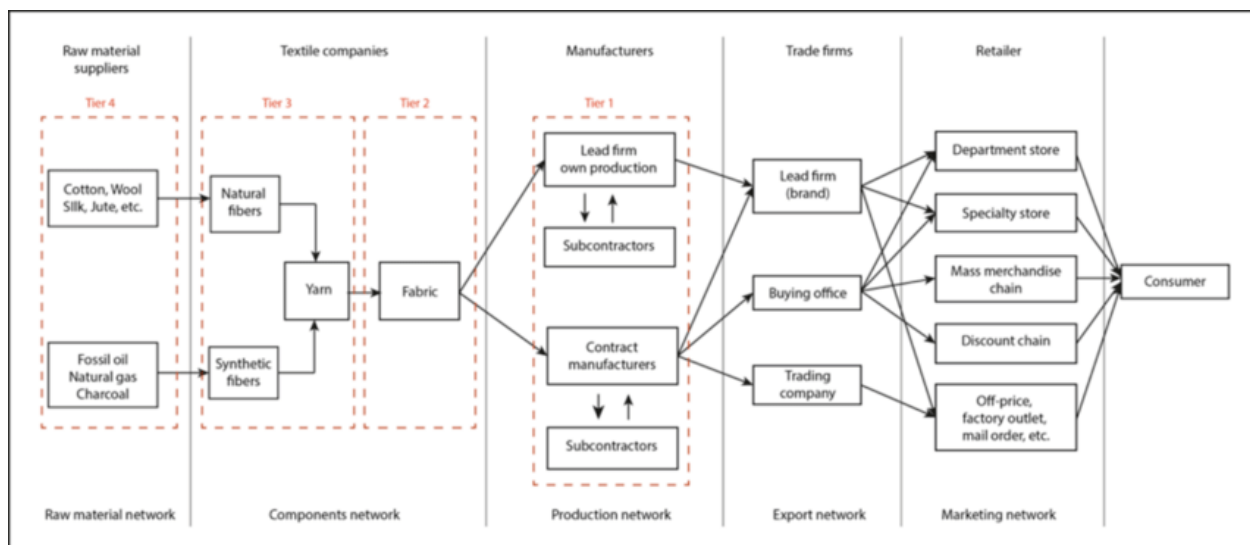 Raw material
suppliers
Textile companies
Manufacturers
Trade firms
Retailer
Tier 4
Tier 3
Tier 2
Tier 1
Cotton, Wool
SIlk, Jute, etc.
Natural
fibers
Yarn
Fabric
Fossil oil
Natural gas
Charcoal
Synthetic
fibers
Lead firm
own production
Subcontractors
Contract
manufacturers
Subcontractors
Lead firm
(brand)
Buying office
Trading
company
Department store
Specialty store
Mass merchandise
chain
Discount chain
Off-price,
factory outlet,
mail order, etc.
Consumer
Raw material network
Components network
Production network
Export network
Marketing network